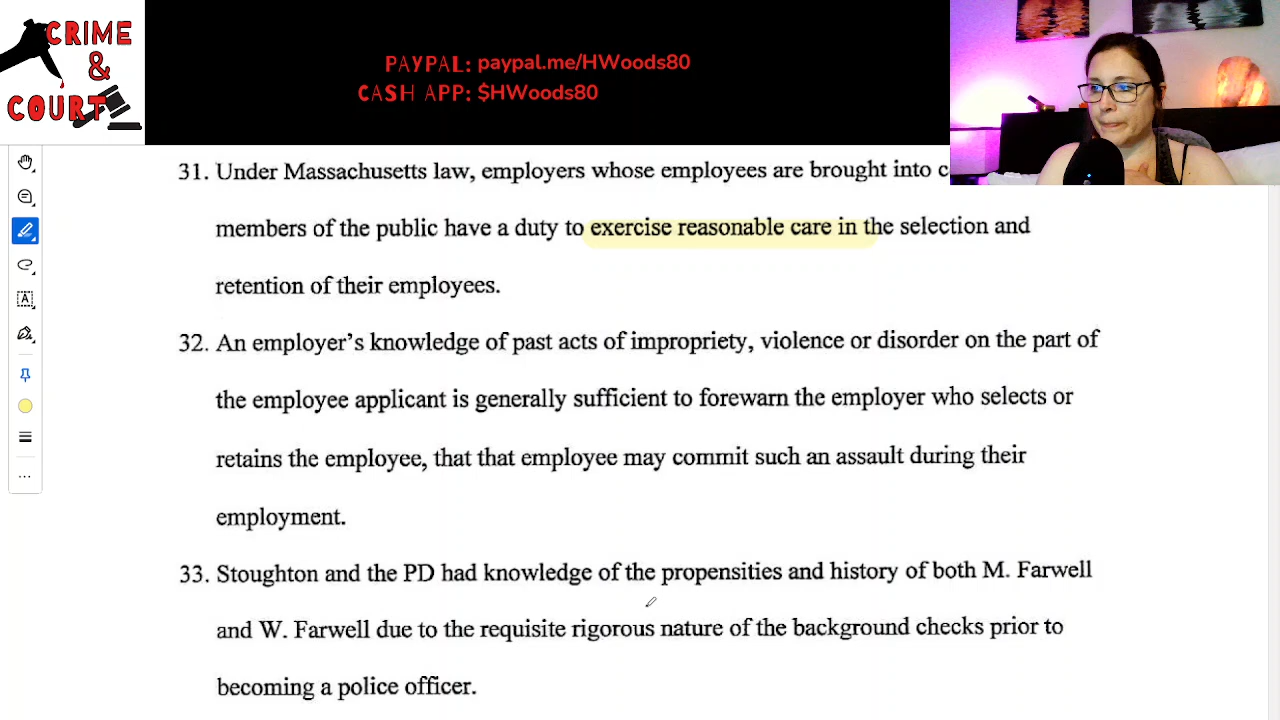 CRIME
&
COURT
PAYPAL: paypal.me/HWoods80
CASH APP: $HWoods80
31. Under Massachusetts law, employers whose employees are brought into
members of the public have a duty to exercise reasonable care in the selection and
retention of their employees.
32. An employer's knowledge of past acts of impropriety, violence or disorder on the part of
the employee applicant is generally sufficient to forewarn the employer who selects or
retains the employee, that that employee may commit such an assault during their
employment.
33. Stoughton and the PD had knowledge of the propensities and history of both M. Farwell
and W. Farwell due to the requisite rigorous nature of the background checks prior to
becoming a police officer.